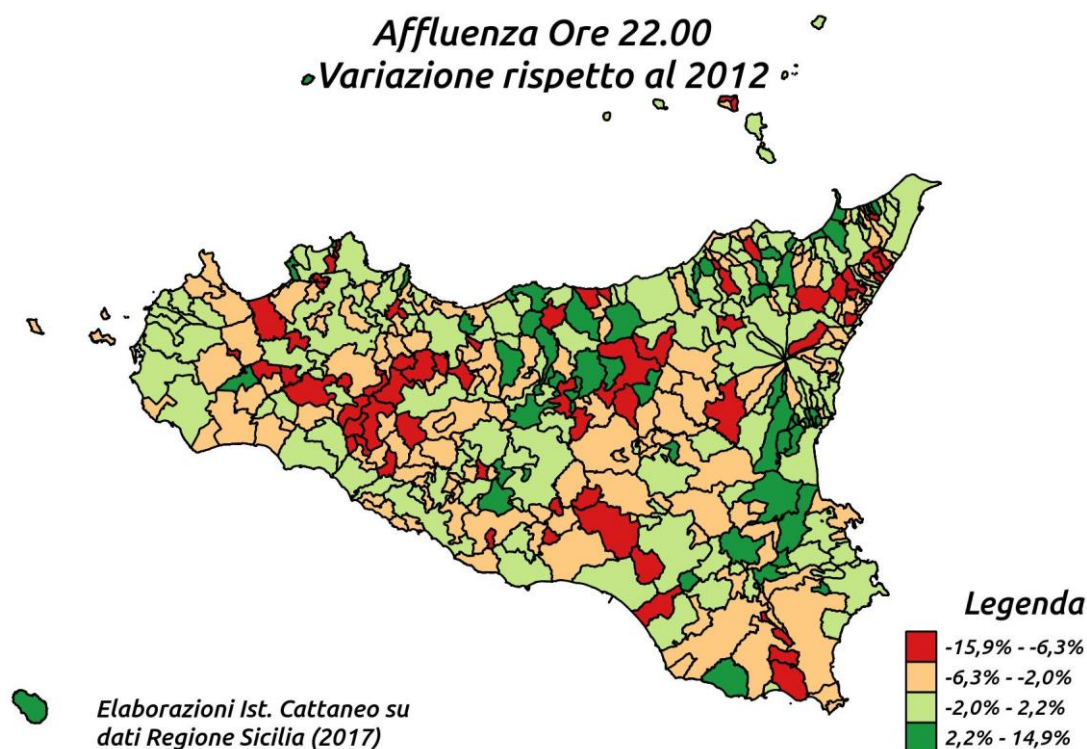 Affluenza Ore 22.00
Variazione rispetto al 2012
Legenda
-15,9% - -6,3%
-6,3% - -2,0%
-2,0% - 2,2%
2,2% - 14,9%
Elaborazioni Ist. Cattaneo su
dati Regione Sicilia (2017)